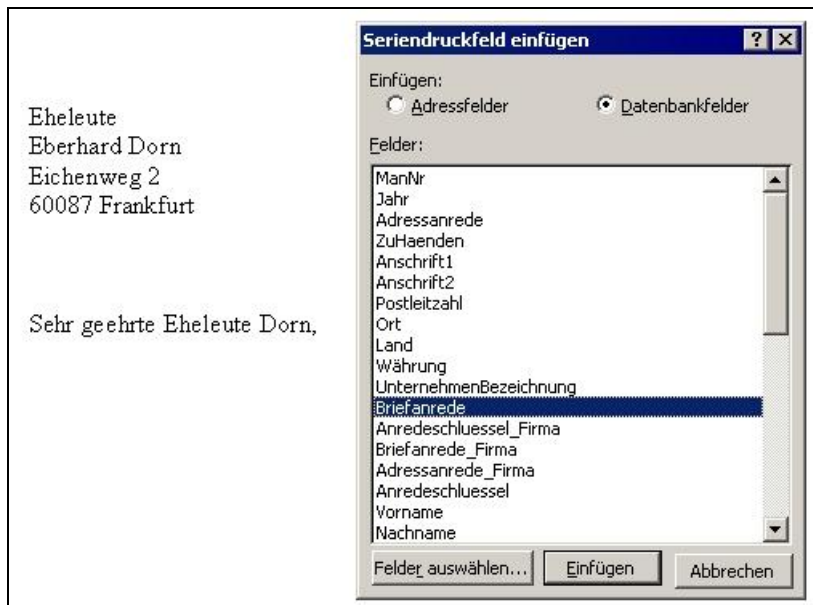 Eheleute
Eberhard Dorn
Eichenweg 2
60087 Frankfurt
Sehr geehrte Eheleute Dorn,
Seriendruckfeld einfügen
Einfügen:
Adressfelder Datenbankfelder
Felder:
ManNr
Jahr
Adressanrede
ZuHaenden
Anschrift1
Anschrift2
Postleitzahl
Ort
Land
Währung
UnternehmenBezeichnung
Briefanrede
Anredeschluessel_Firma
Briefanrede_Firma
Adressanrede_Firma
Anredeschluessel
Vorname
Nachname
Felder auswählen... Einfügen Abbrechen